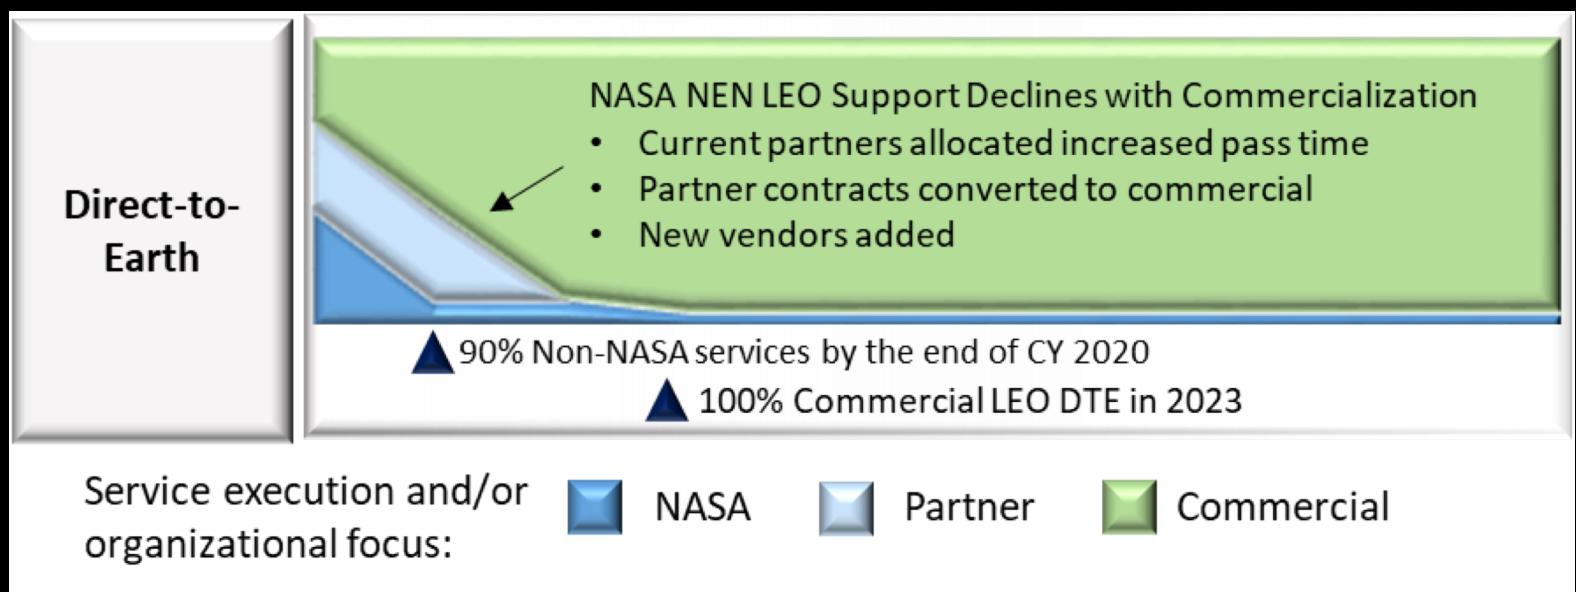 Direct-to-
Earth
NASA NEN LEO Support Declines with Commercialization
• Current partners allocated increased pass time
• Partner contracts converted to commercial
• New vendors added
90% Non-NASA services by the end of CY 2020
100% Commercial LEO DTE in 2023
Service execution and/or
organizational focus:
NASA
Partner
Commercial